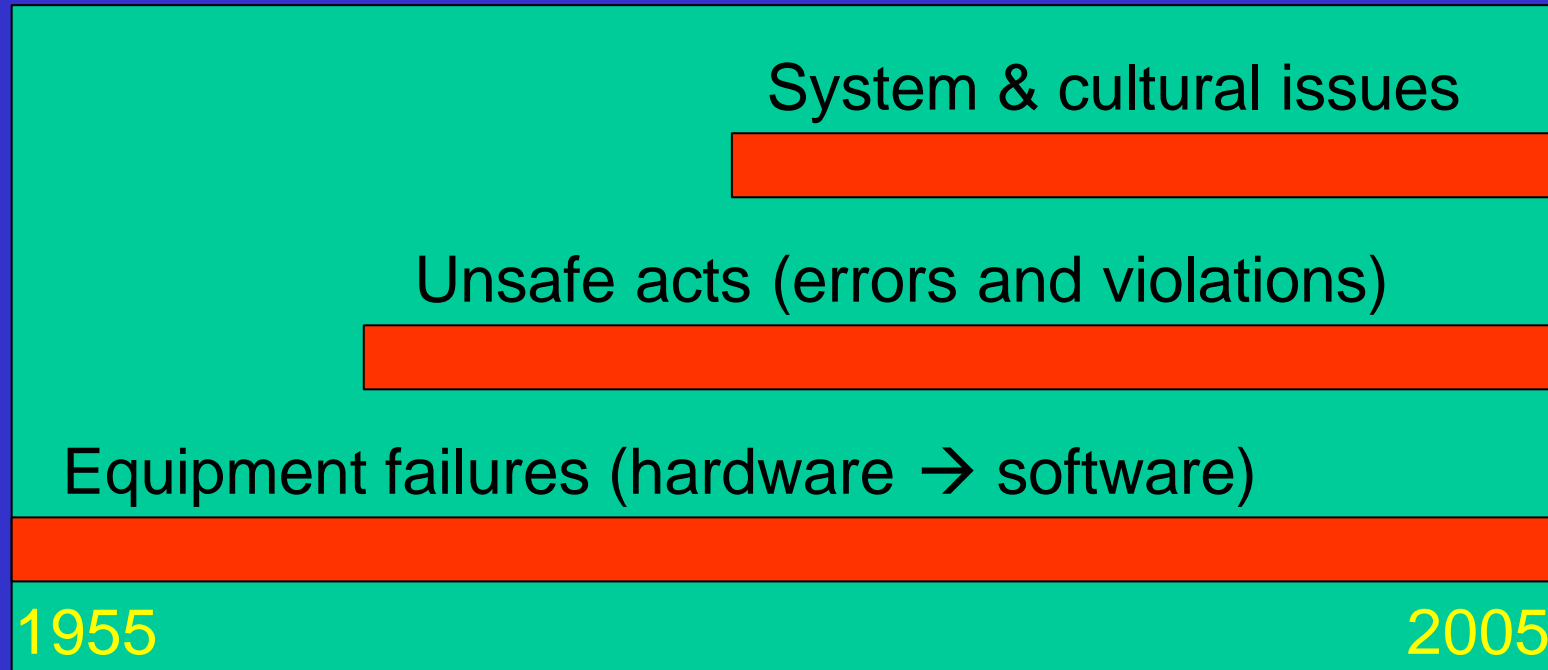 System & cultural issues
Unsafe acts (errors and violations)
Equipment failures (hardware → software)
1955 2005